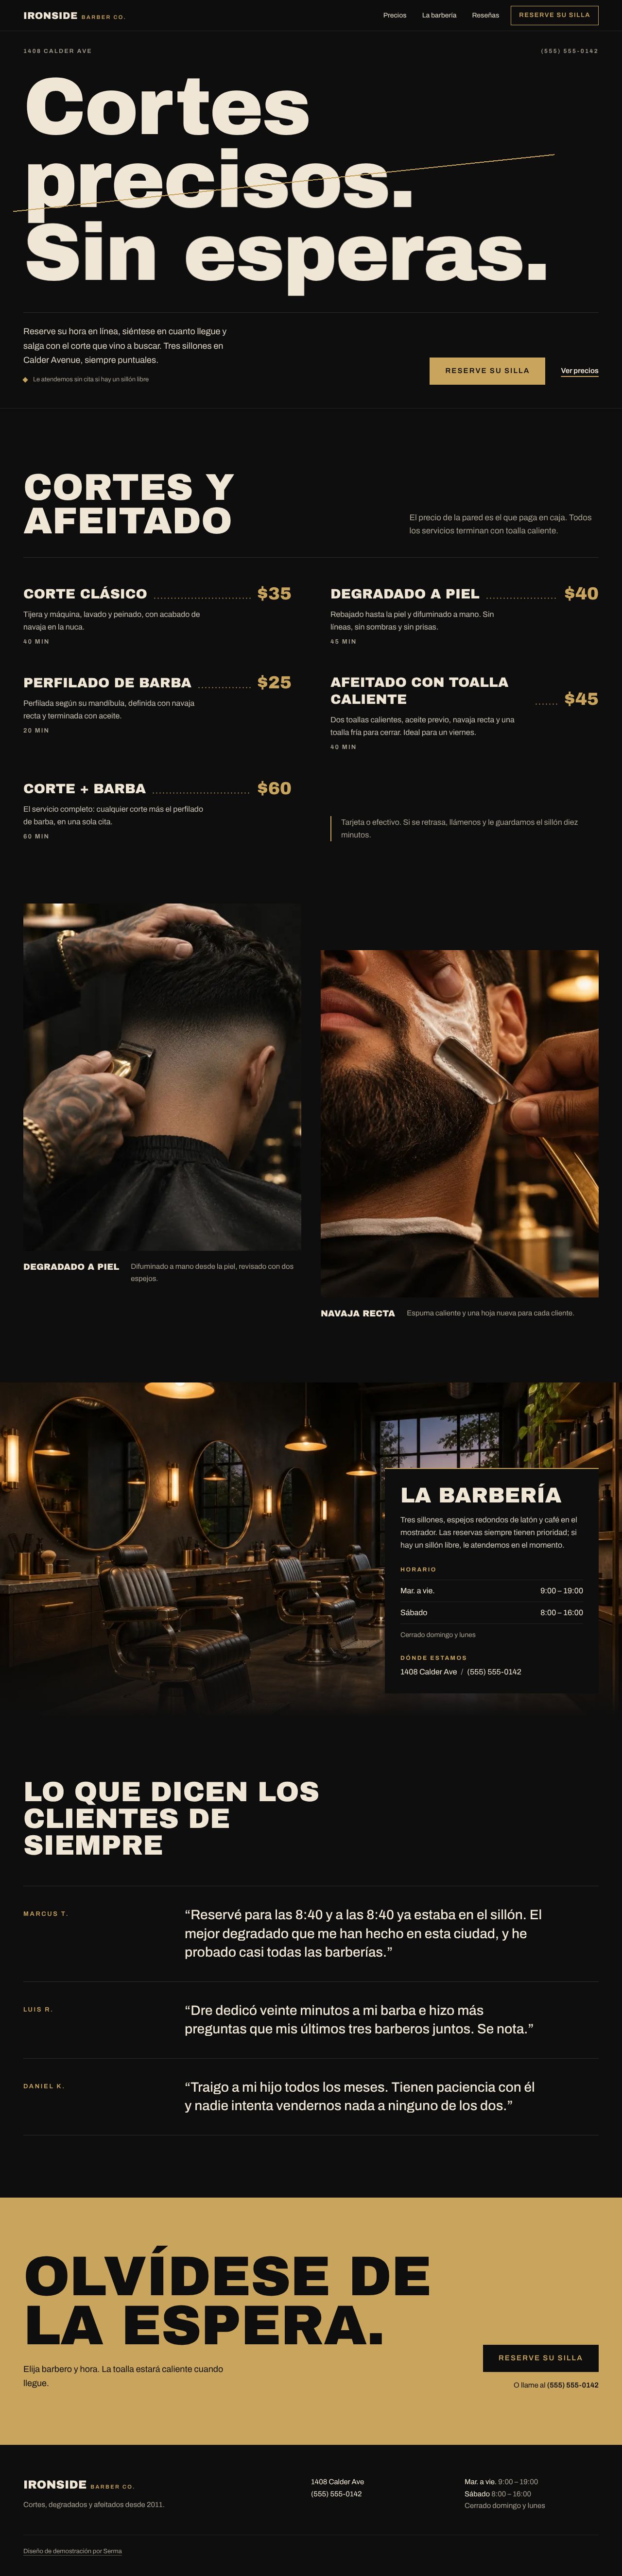 IRONSIDE BARBER CO.
Precios
La barbería
Reseñas
RESERVE SU SILLA
1408 CALDER AVE
(555) 555-0142
Cortes
precisos.
Sin esperas.
Reserve su hora en línea, siéntese en cuanto llegue y
salga con el corte que vino a buscar. Tres sillones en
Calder Avenue, siempre puntuales.
Le atendemos sin cita si hay un sillón libre
RESERVE SU SILLA
Ver precios
CORTES Y
AFEITADO
El precio de la pared es el que paga en caja. Todos
los servicios terminan con toalla caliente.
CORTE CLÁSICO $35
Tijera y máquina, lavado y peinado, con acabado de
navaja en la nuca.
40 MIN
DEGRADADO A PIEL $40
Rebajado hasta la piel y difuminado a mano. Sin
líneas, sin sombras y sin prisas.
45 MIN
PERFILADO DE BARBA $25
Perfilada según su mandíbula, definida con navaja
recta y terminada con aceite.
20 MIN
AFEITADO CON TOALLA
CALIENTE $45
Dos toallas calientes, aceite previo, navaja recta y una
toalla fría para cerrar. Ideal para un viernes.
40 MIN
CORTE + BARBA $60
El servicio completo: cualquier corte más el perfilado
de barba, en una sola cita.
60 MIN
Tarjeta o efectivo. Si se retrasa, llámenos y le guardamos el sillón diez
minutos.
DEGRADADO A PIEL
Difuminado a mano desde la piel, revisado con dos
espejos.
NAVAJA RECTA
Espuma caliente y una hoja nueva para cada cliente.
LA BARBERÍA
Tres sillones, espejos redondos de latón y café en el
mostrador. Las reservas siempre tienen prioridad; si
hay un sillón libre, le atendemos en el momento.
HORARIO
Mar. a vie. 9:00 – 19:00
Sábado 8:00 – 16:00
Cerrado domingo y lunes
DÓNDE ESTAMOS
1408 Calder Ave / (555) 555-0142
LO QUE DICEN LOS
CLIENTES DE
SIEMPRE
MARCUS T.
“Reservé para las 8:40 y a las 8:40 ya estaba en el sillón. El
mejor degradado que me han hecho en esta ciudad, y he
probado casi todas las barberías.”
LUIS R.
“Dre dedicó veinte minutos a mi barba e hizo más
preguntas que mis últimos tres barberos juntos. Se nota.”
DANIEL K.
“Traigo a mi hijo todos los meses. Tienen paciencia con él
y nadie intenta vendernos nada a ninguno de los dos.”
OLVÍDESE DE
LA ESPERA.
Elija barbero y hora. La toalla estará caliente cuando
llegue.
RESERVE SU SILLA
O llame al (555) 555-0142
IRONSIDE BARBER CO.
Cortes, degradados y afeitados desde 2011.
1408 Calder Ave
(555) 555-0142
Mar. a vie. 9:00 – 19:00
Sábado 8:00 – 16:00
Cerrado domingo y lunes
Diseño de demostración por Serma